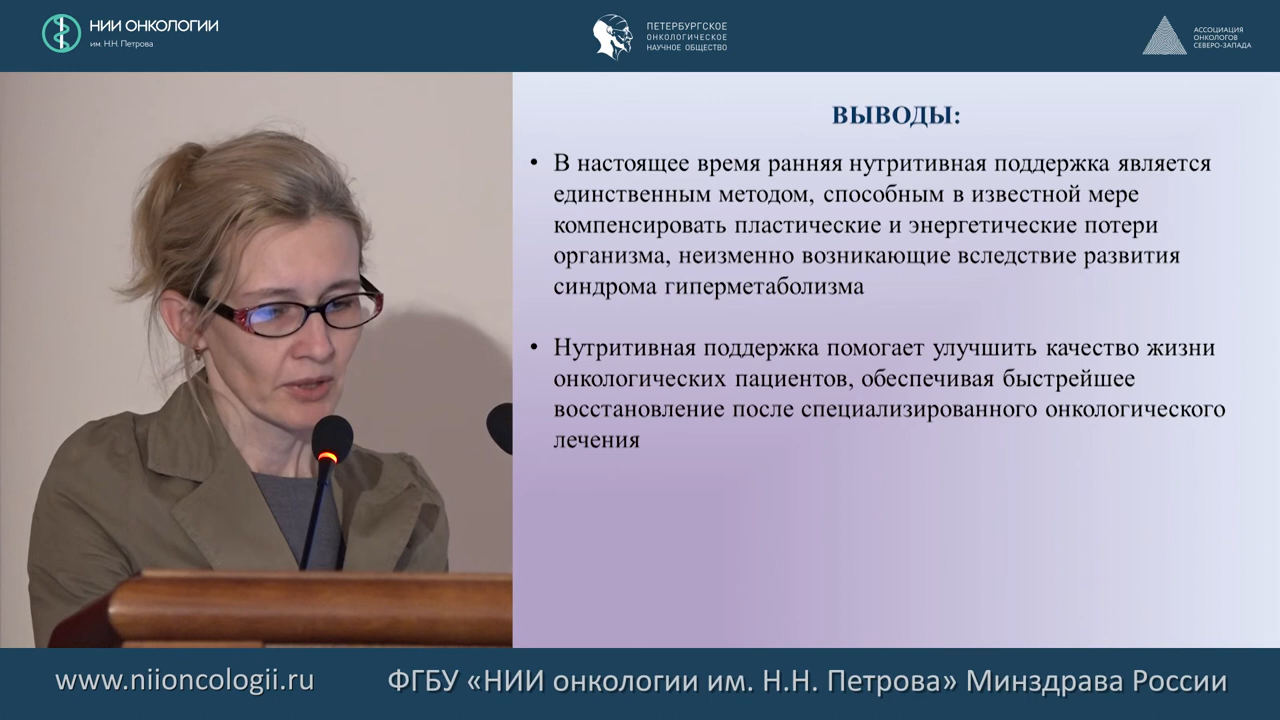 НИИ ОНКОЛОГИИ
им. Н.Н. Петрова
ПЕТЕРБУРГСКОЕ
ОНКОЛОГИЧЕСКОЕ
НАУЧНОЕ ОБЩЕСТВО
АССОЦИАЦИЯ
ОНКОЛОГОВ
СЕВЕРО-ЗАПАДА
ВЫВОДЫ:
• В настоящее время ранняя нутритивная поддержка является
единственным методом, способным в известной мере
компенсировать пластические и энергетические потери
организма, неизменно возникающие вследствие развития
синдрома гиперметаболизма
• Нутритивная поддержка помогает улучшить качество жизни
онкологических пациентов, обеспечивая быстрейшее
восстановление после специализированного онкологического
лечения
www.niioncologii.ru
ФГБУ «НИИ онкологии им. Н.Н. Петрова» Минздрава России